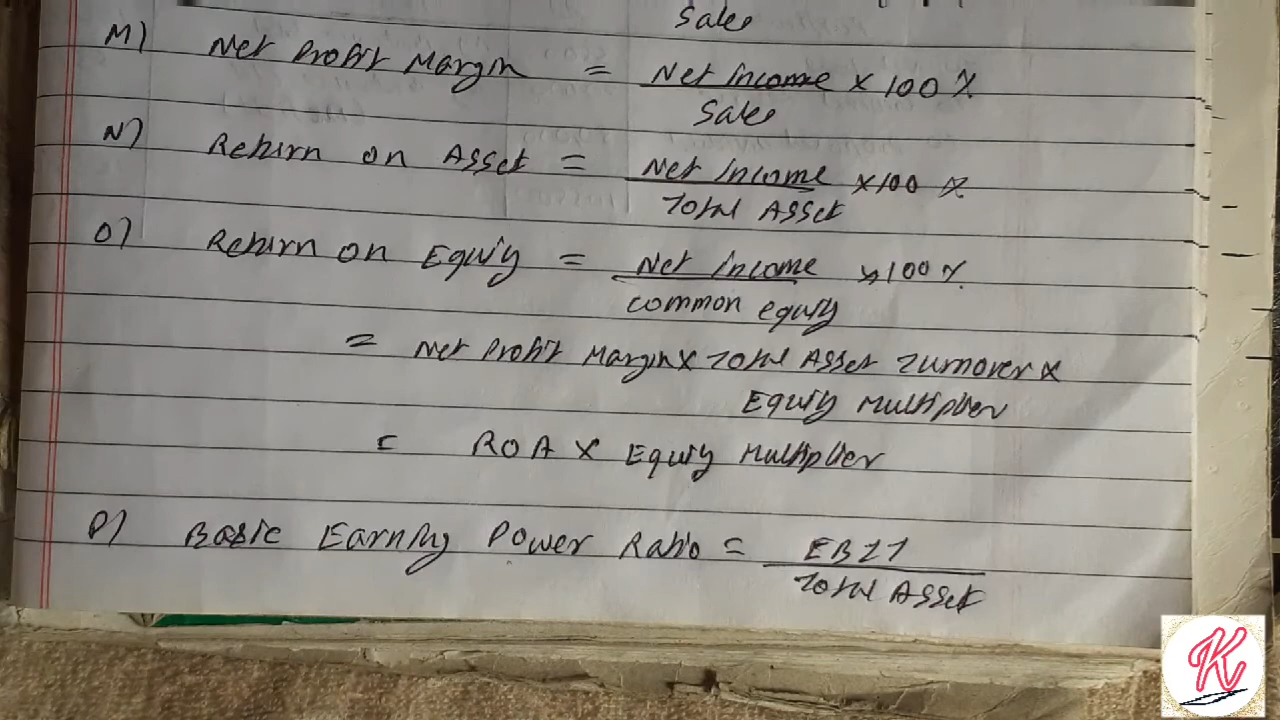 Sales
M) Net Profit Margin = Net Income × 100 %
Sales
N) Return on Asset = Net Income ×100 %
Total Asset
O) Return on Equity = Net Income ×100 %
common equity
= Net Profit Margin × Total Asset Turnover ×
Equity Multiplier
= ROA × Equity Multiplier
P) Basic Earning Power Ratio = EBIT
Total Asset
K